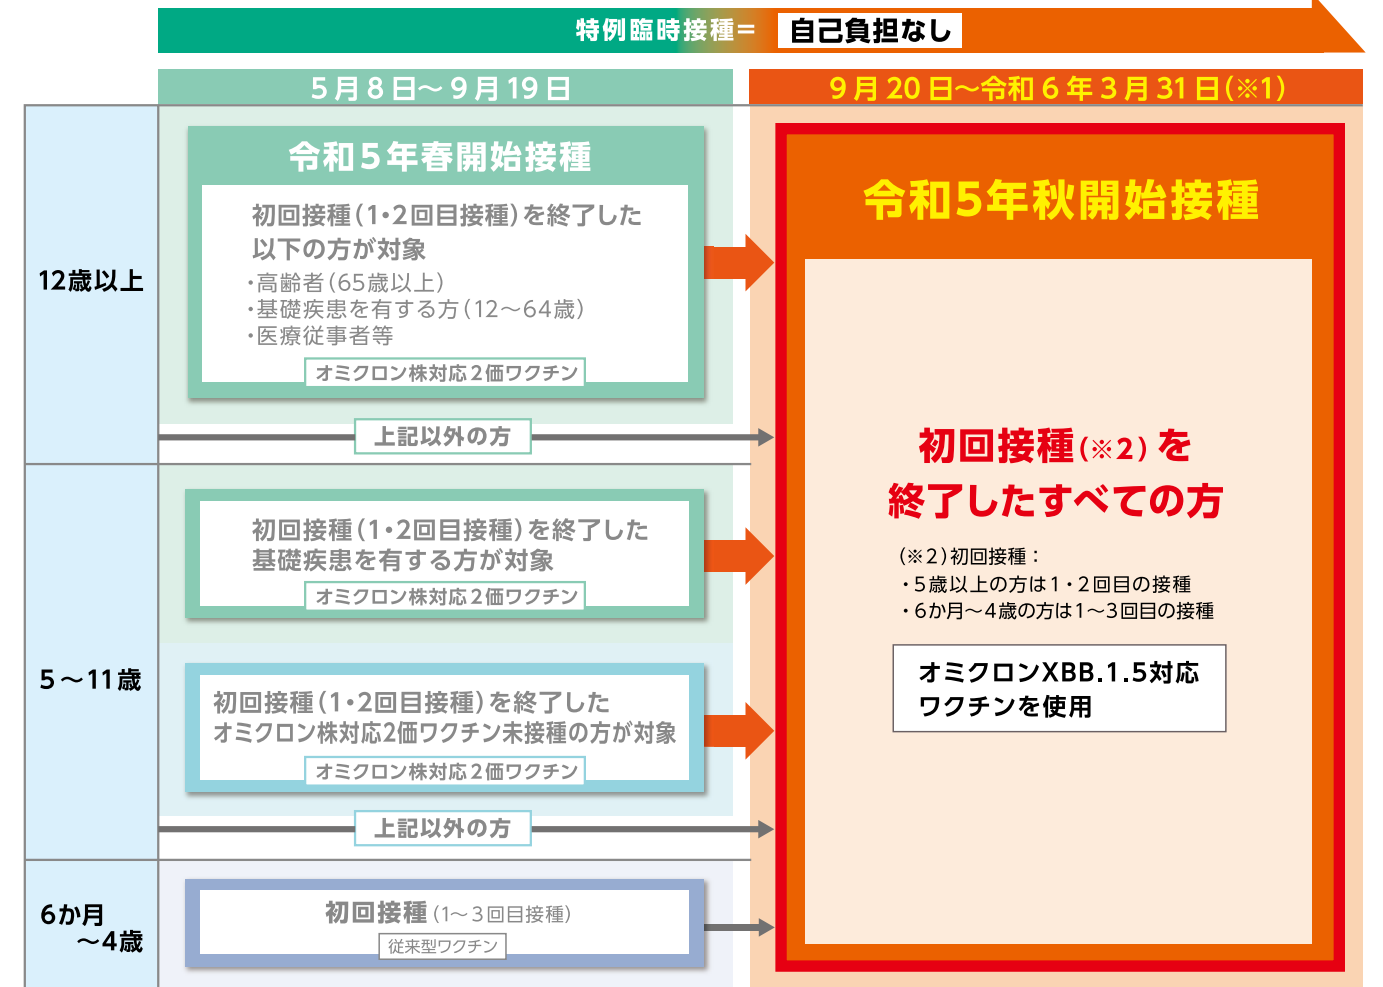 特例臨時接種＝ 自己負担なし
5月8日～9月19日
9月20日～令和6年3月31日(※1)
12歳以上
令和5年春開始接種
初回接種(1・2回目接種)を終了した
以下の方が対象
・高齢者(65歳以上)
・基礎疾患を有する方(12～64歳)
・医療従事者等
オミクロン株対応2価ワクチン
上記以外の方
5～11歳
初回接種(1・2回目接種)を終了した
基礎疾患を有する方が対象
オミクロン株対応2価ワクチン
初回接種(1・2回目接種)を終了した
オミクロン株対応2価ワクチン未接種の方が対象
オミクロン株対応2価ワクチン
上記以外の方
6か月
～4歳
初回接種(1～3回目接種)
従来型ワクチン
令和5年秋開始接種
初回接種(※2)を
終了したすべての方
(※2)初回接種：
・5歳以上の方は1・2回目の接種
・6か月～4歳の方は1～3回目の接種
オミクロンXBB.1.5対応
ワクチンを使用